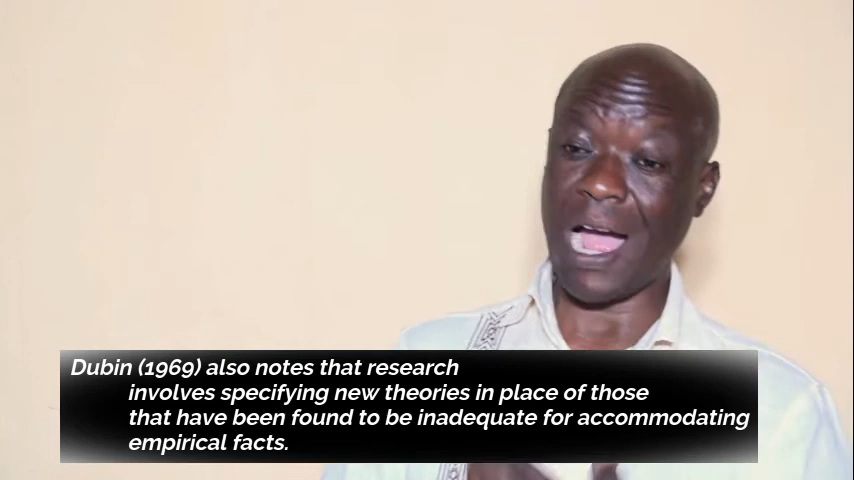 Dubin (1969) also notes that research
involves specifying new theories in place of those
that have been found to be inadequate for accommodating
empirical facts.